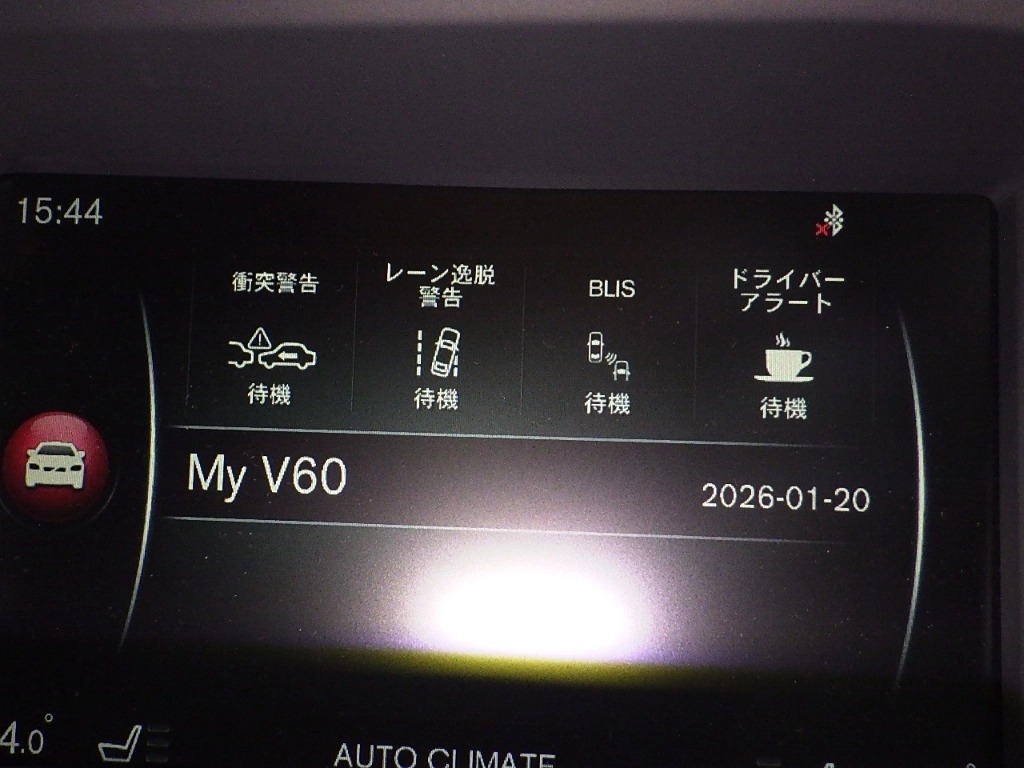 15:44
衝突警告
レーン逸脱
警告
BLIS
ドライバー
アラート
待機
待機
待機
待機
My V60
2026-01-20
4.0°
AUTO CLIMATE